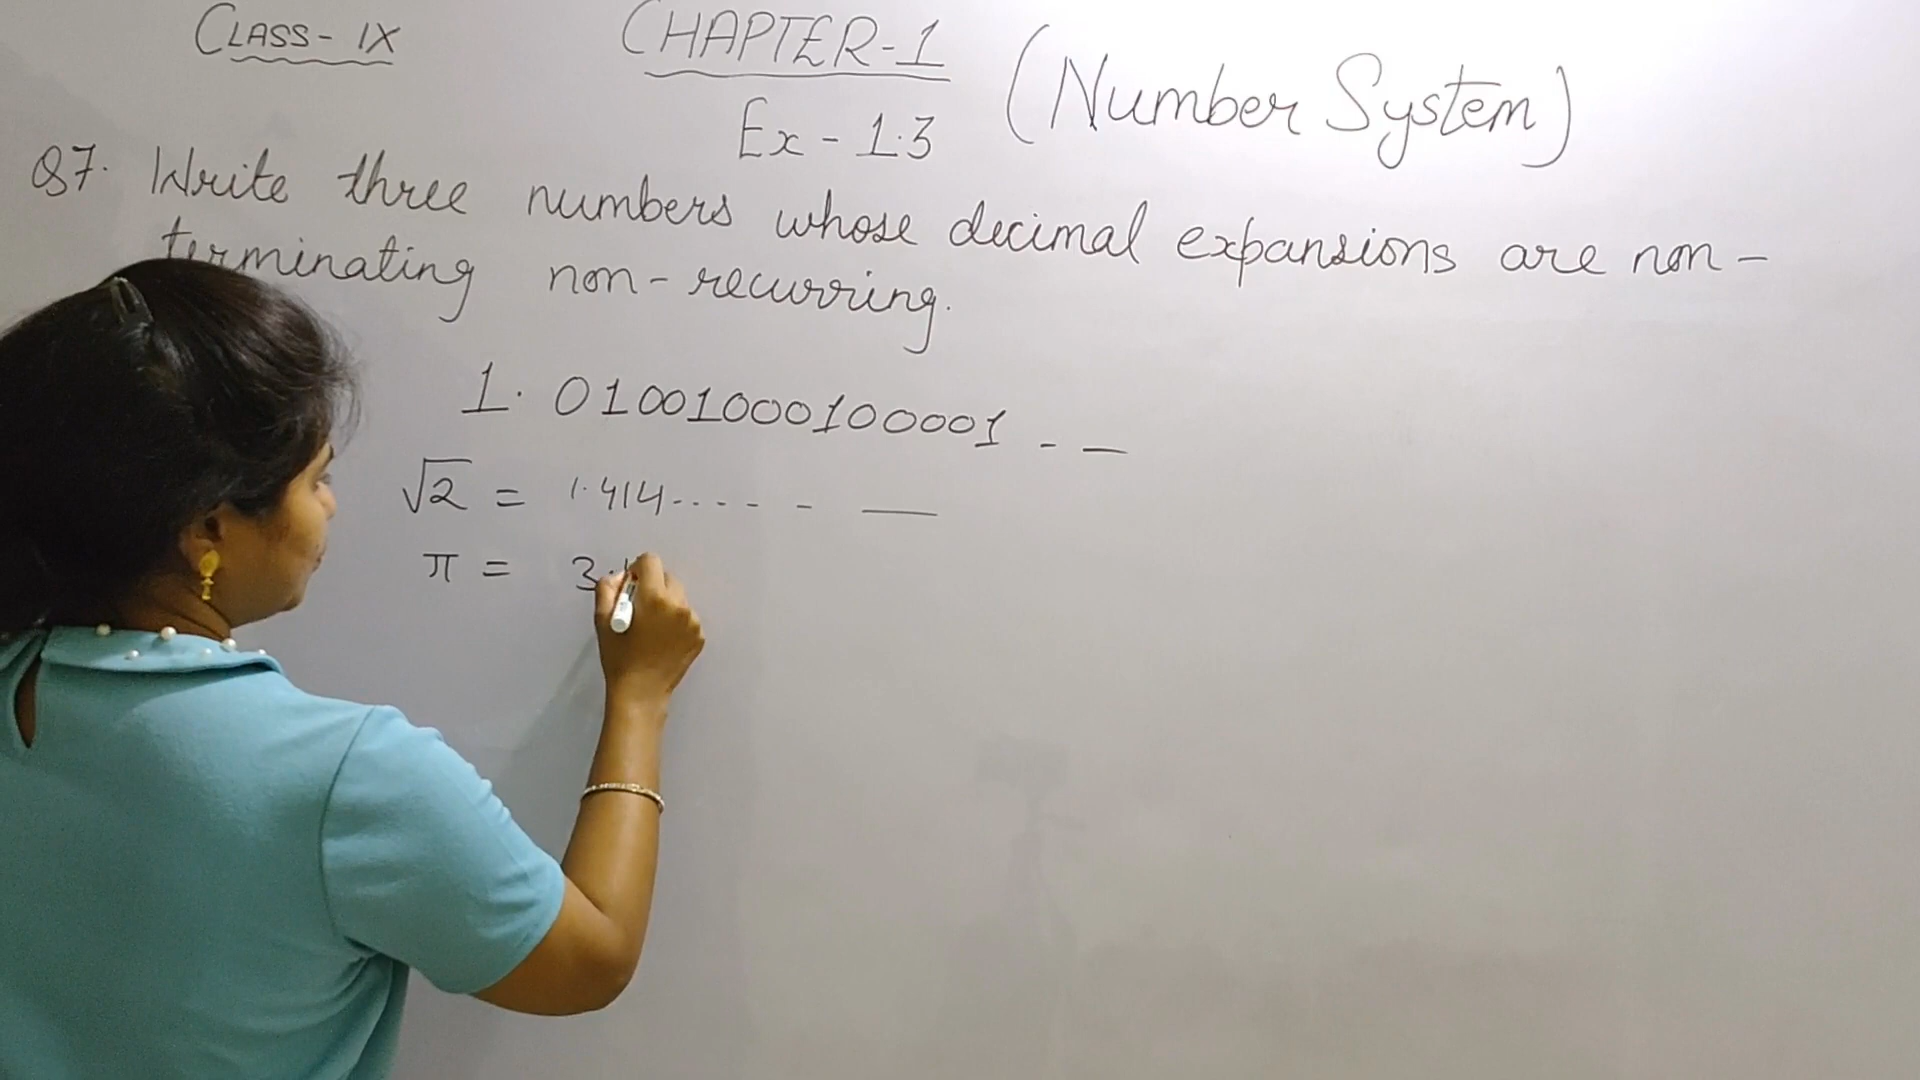 CLASS- IX
CHAPTER-1
(Number System)
Ex - 1.3
Q7. Write three numbers whose decimal expansions are non-
terminating non-recurring.
1. 01001000100001 - —
√2 = 1.414.... - - —
π = 3.1